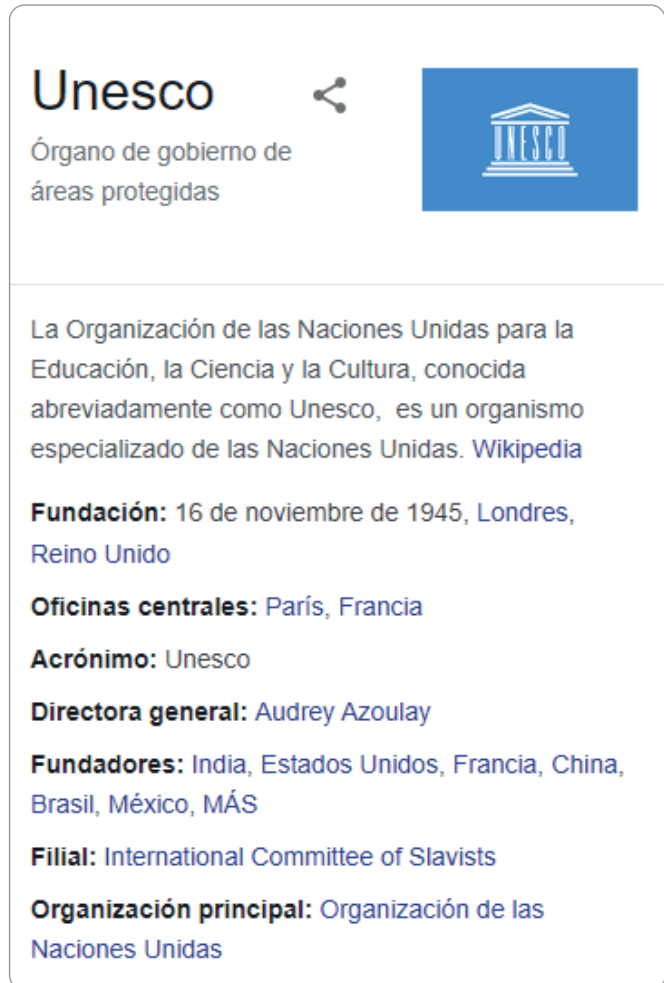 Unesco
UNESCO
Órgano de gobierno de
áreas protegidas
La Organización de las Naciones Unidas para la
Educación, la Ciencia y la Cultura, conocida
abreviadamente como Unesco, es un organismo
especializado de las Naciones Unidas. Wikipedia
Fundación: 16 de noviembre de 1945, Londres,
Reino Unido
Oficinas centrales: París, Francia
Acrónimo: Unesco
Directora general: Audrey Azoulay
Fundadores: India, Estados Unidos, Francia, China,
Brasil, México, MÁS
Filial: International Committee of Slavists
Organización principal: Organización de las
Naciones Unidas